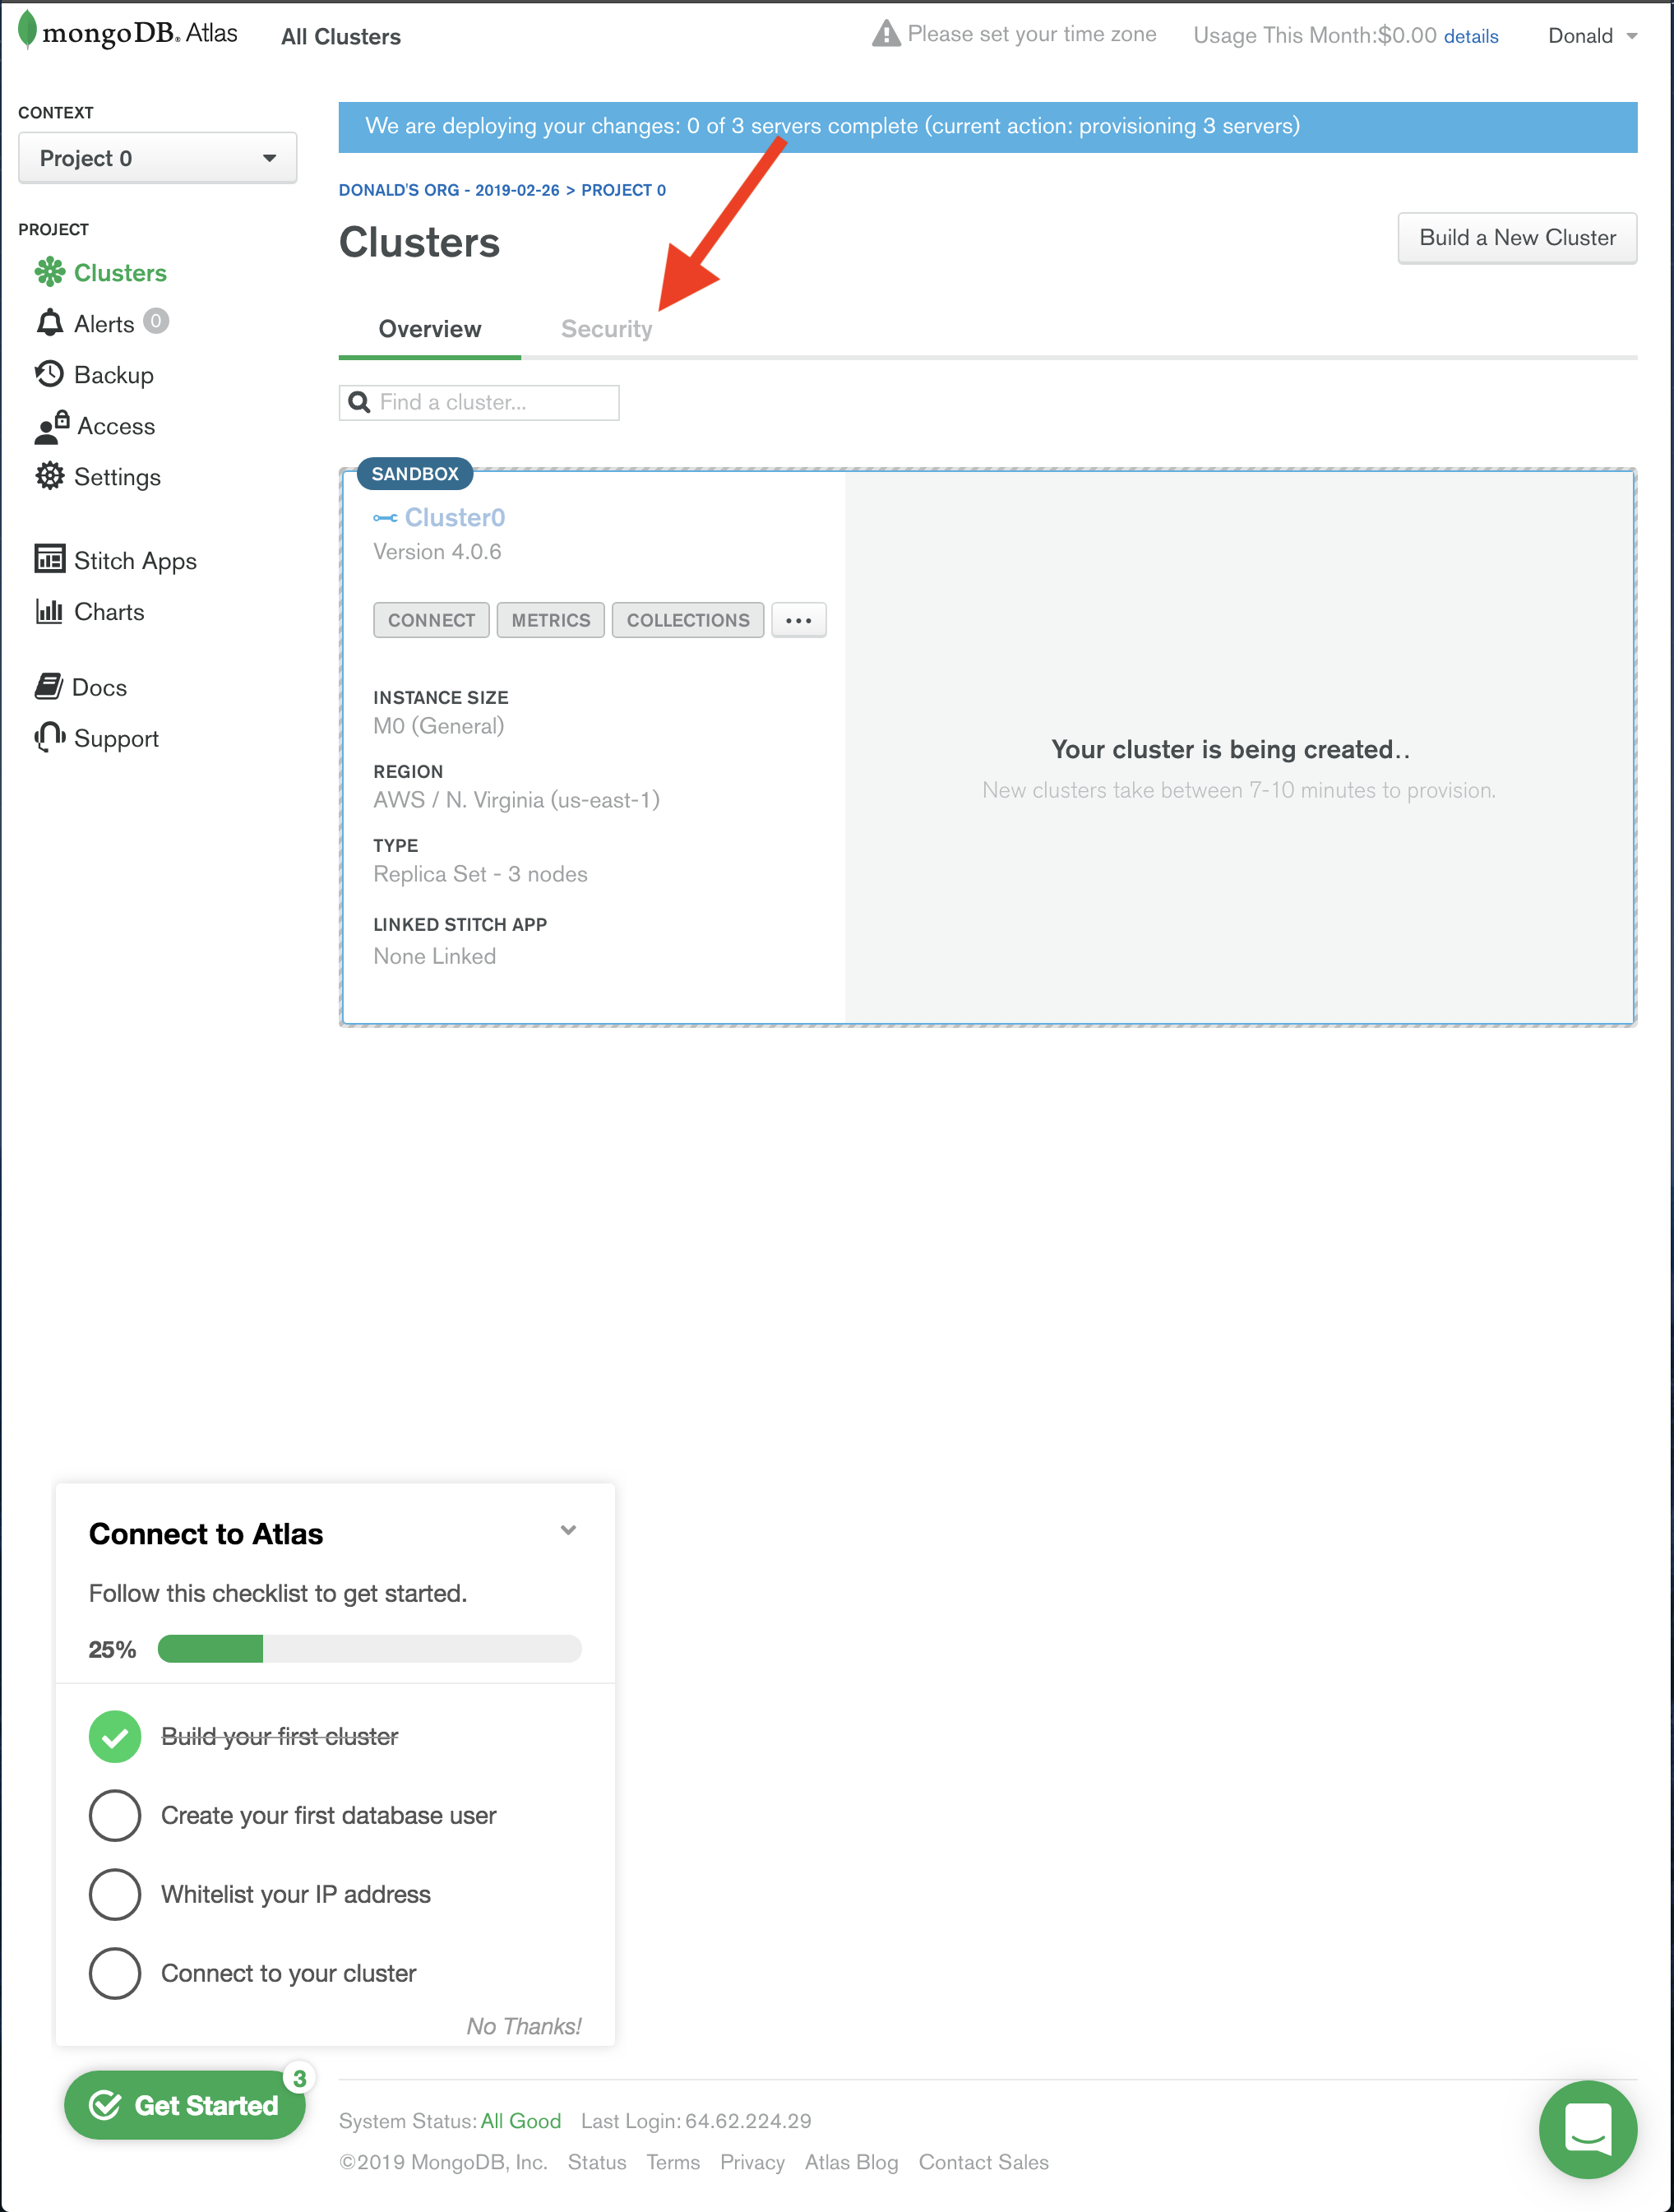 mongoDB. Atlas
All Clusters
Please set your time zone
Usage This Month:$0.00 details
Donald
CONTEXT
Project 0
PROJECT
Clusters
Alerts 0
Backup
Access
Settings
Stitch Apps
Charts
Docs
Support
We are deploying your changes: 0 of 3 servers complete (current action: provisioning 3 servers)
DONALD'S ORG - 2019-02-26 > PROJECT 0
Clusters
Build a New Cluster
Overview
Security
Find a cluster...
SANDBOX
Cluster0
Version 4.0.6
CONNECT
METRICS
COLLECTIONS
...
INSTANCE SIZE
M0 (General)
REGION
AWS / N. Virginia (us-east-1)
TYPE
Replica Set - 3 nodes
LINKED STITCH APP
None Linked
Your cluster is being created..
New clusters take between 7-10 minutes to provision.
Connect to Atlas
Follow this checklist to get started.
25%
Build your first cluster
Create your first database user
Whitelist your IP address
Connect to your cluster
No Thanks!
Get Started
3
System Status: All Good Last Login: 64.62.224.29
©2019 MongoDB, Inc. Status Terms Privacy Atlas Blog Contact Sales